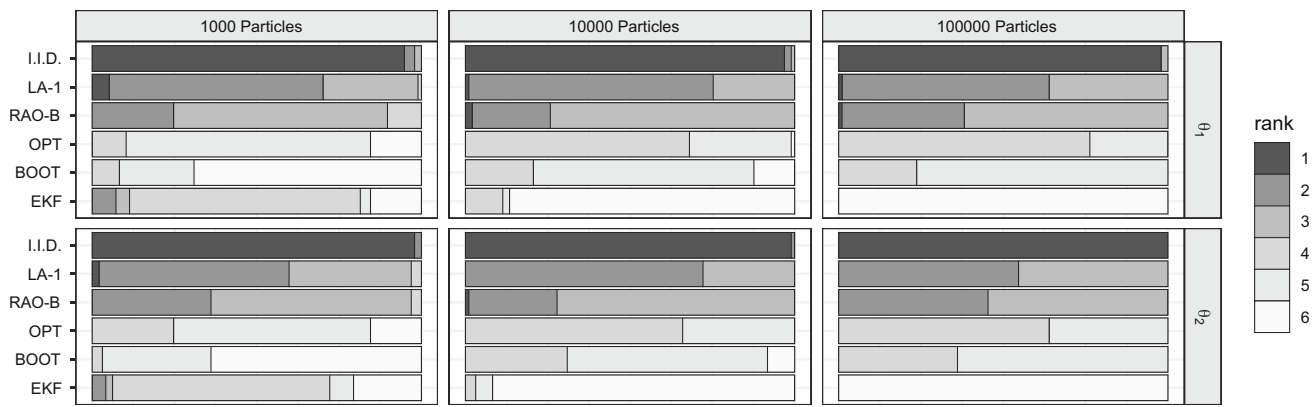 1000 Particles
10000 Particles
100000 Particles
I.I.D.
LA-1
RAO-B
OPT
BOOT
EKF
θ1
I.I.D.
LA-1
RAO-B
OPT
BOOT
EKF
θ2
rank
1
2
3
4
5
6